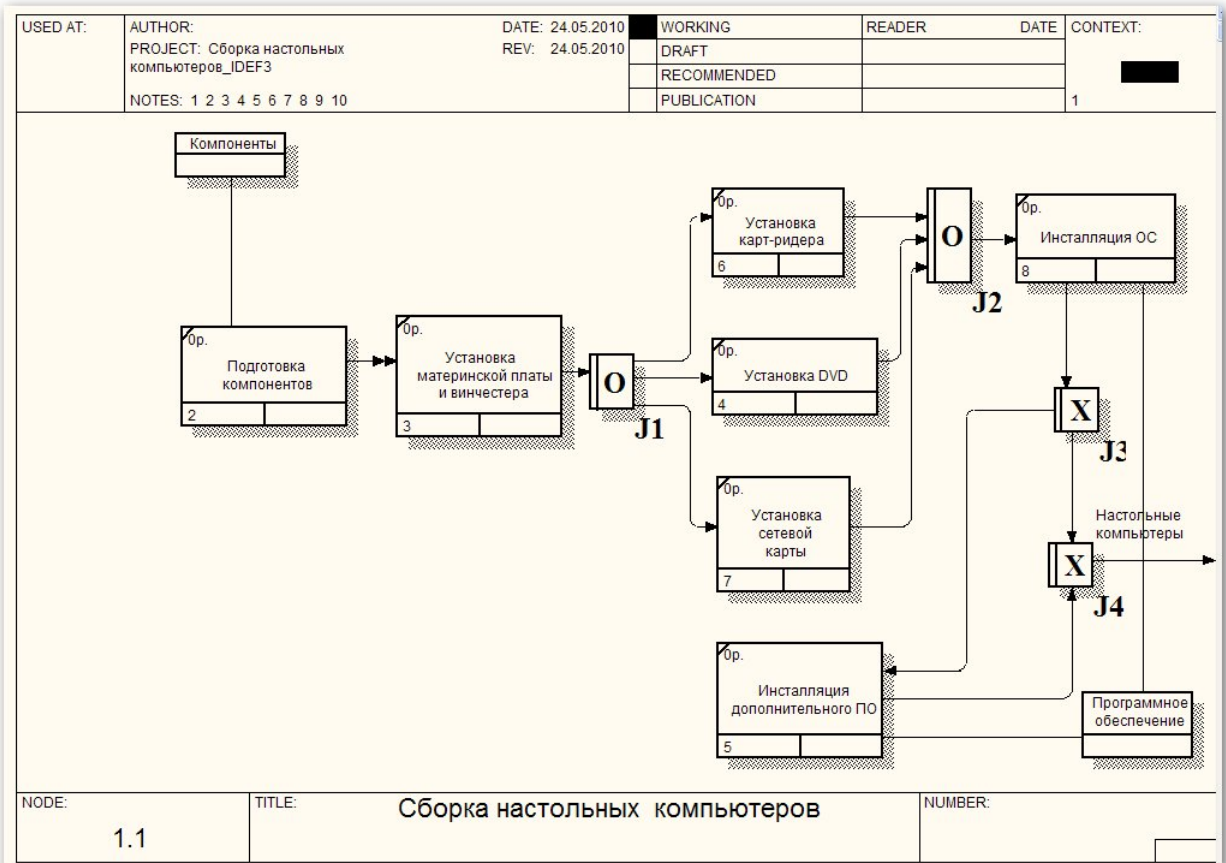 USED AT:
AUTHOR:
DATE: 24.05.2010
PROJECT: Сборка настольных
компьютеров_IDEF3
REV: 24.05.2010
NOTES: 1 2 3 4 5 6 7 8 9 10
WORKING
DRAFT
RECOMMENDED
PUBLICATION
READER
DATE
CONTEXT:
1
Компоненты
0р.
Подготовка
компонентов
2
0р.
Установка
материнской платы
и винчестера
3
O
J1
0р.
Установка
карт-ридера
6
0р.
Установка DVD
4
0р.
Установка
сетевой
карты
7
O
J2
0р.
Инсталляция ОС
8
X
J3
Настольные
компьютеры
X
J4
0р.
Инсталляция
дополнительного ПО
5
Программное
обеспечение
NODE:
1.1
TITLE:
Сборка настольных компьютеров
NUMBER: